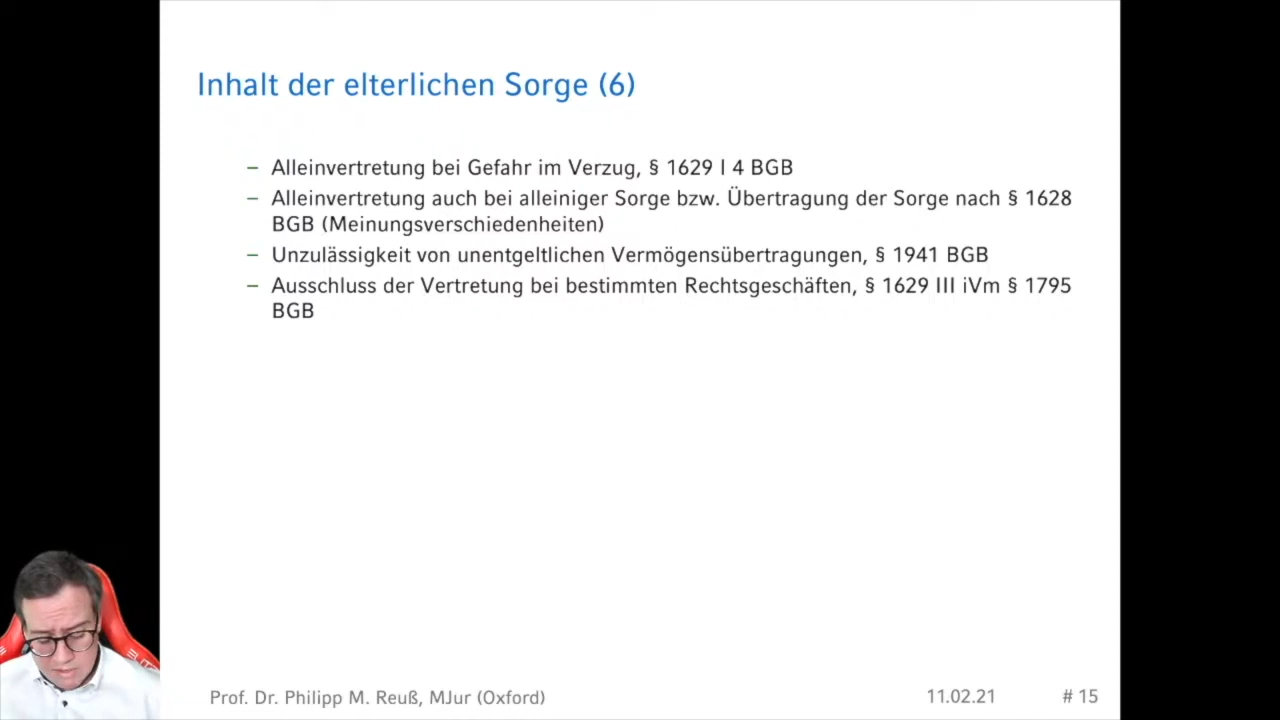 Inhalt der elterlichen Sorge (6)
– Alleinvertretung bei Gefahr im Verzug, § 1629 I 4 BGB
– Alleinvertretung auch bei alleiniger Sorge bzw. Übertragung der Sorge nach § 1628
BGB (Meinungsverschiedenheiten)
– Unzulässigkeit von unentgeltlichen Vermögensübertragungen, § 1941 BGB
– Ausschluss der Vertretung bei bestimmten Rechtsgeschäften, § 1629 III iVm § 1795
BGB
Prof. Dr. Philipp M. Reuß, MJur (Oxford)
11.02.21
# 15